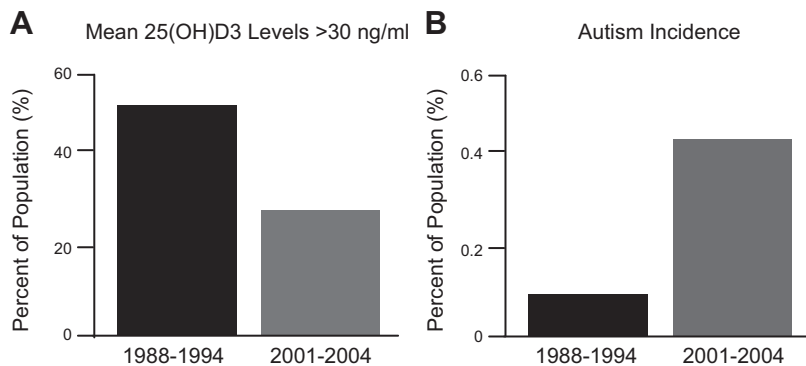 A
Mean 25(OH)D3 Levels >30 ng/ml
Percent of Population (%)
60
40
20
0
1988-1994 2001-2004
B
Autism Incidence
Percent of Population (%)
0.6
0.4
0.2
0
1988-1994 2001-2004